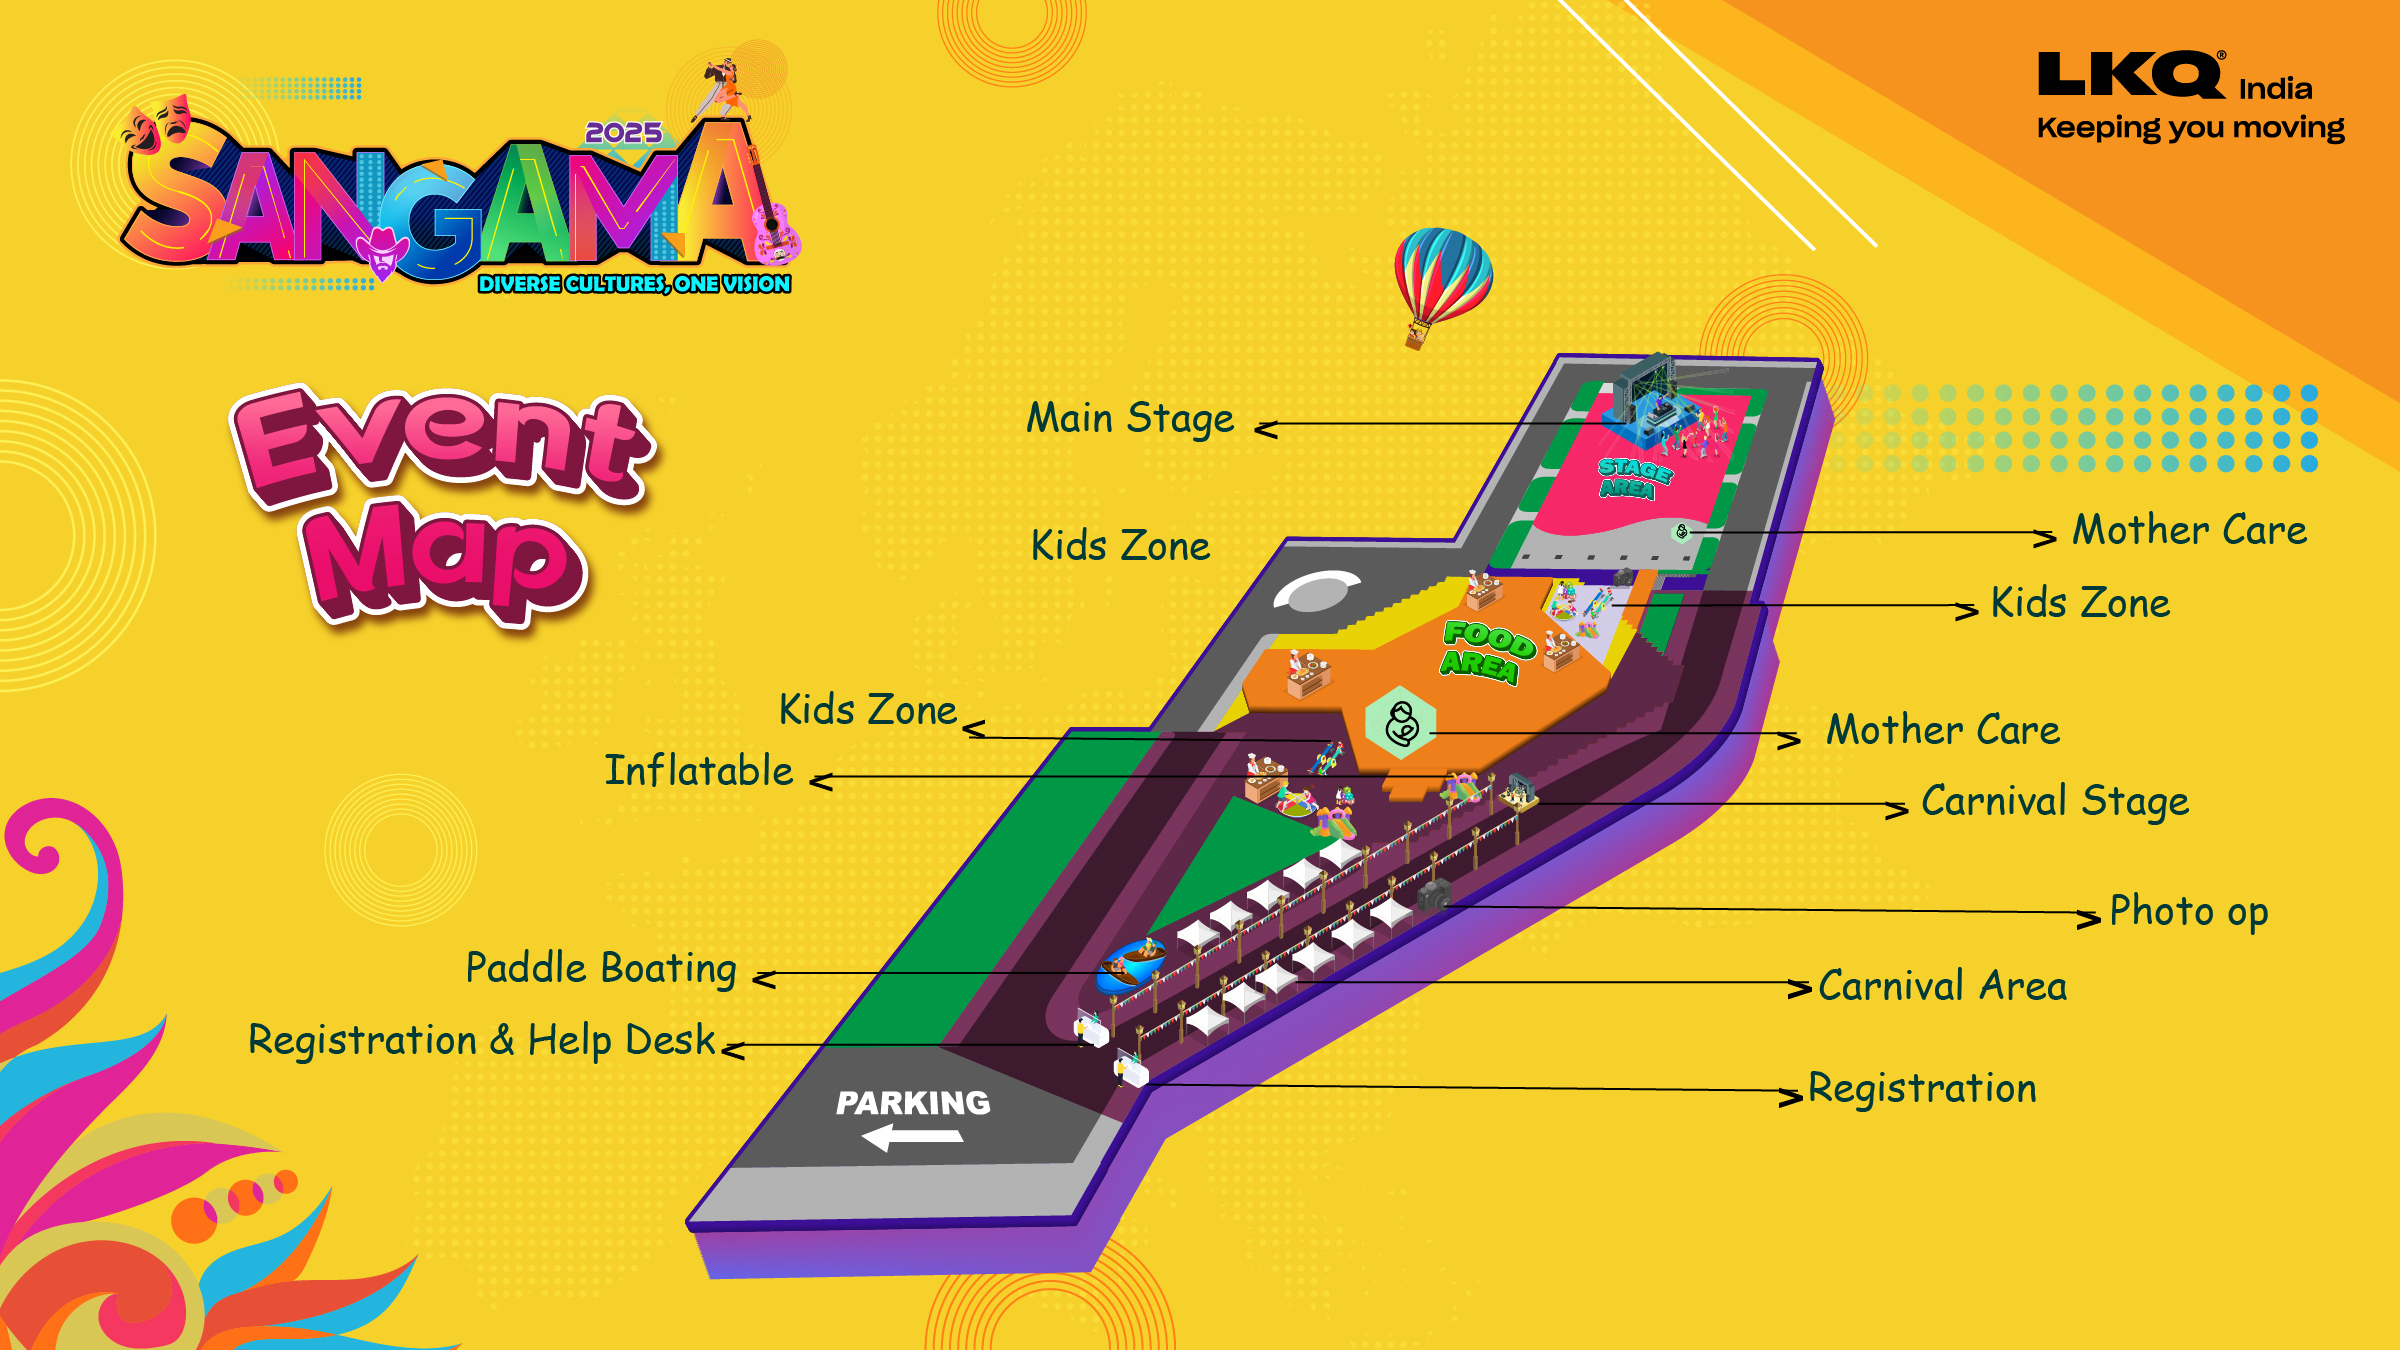 LKQ® India
Keeping you moving
2025
SANGAMA
DIVERSE CULTURES, ONE VISION
Event
Map
Main Stage
STAGE
AREA
Mother Care
Kids Zone
Kids Zone
FOOD
AREA
Kids Zone
Mother Care
Inflatable
Carnival Stage
Photo op
Paddle Boating
Carnival Area
Registration & Help Desk
Registration
PARKING